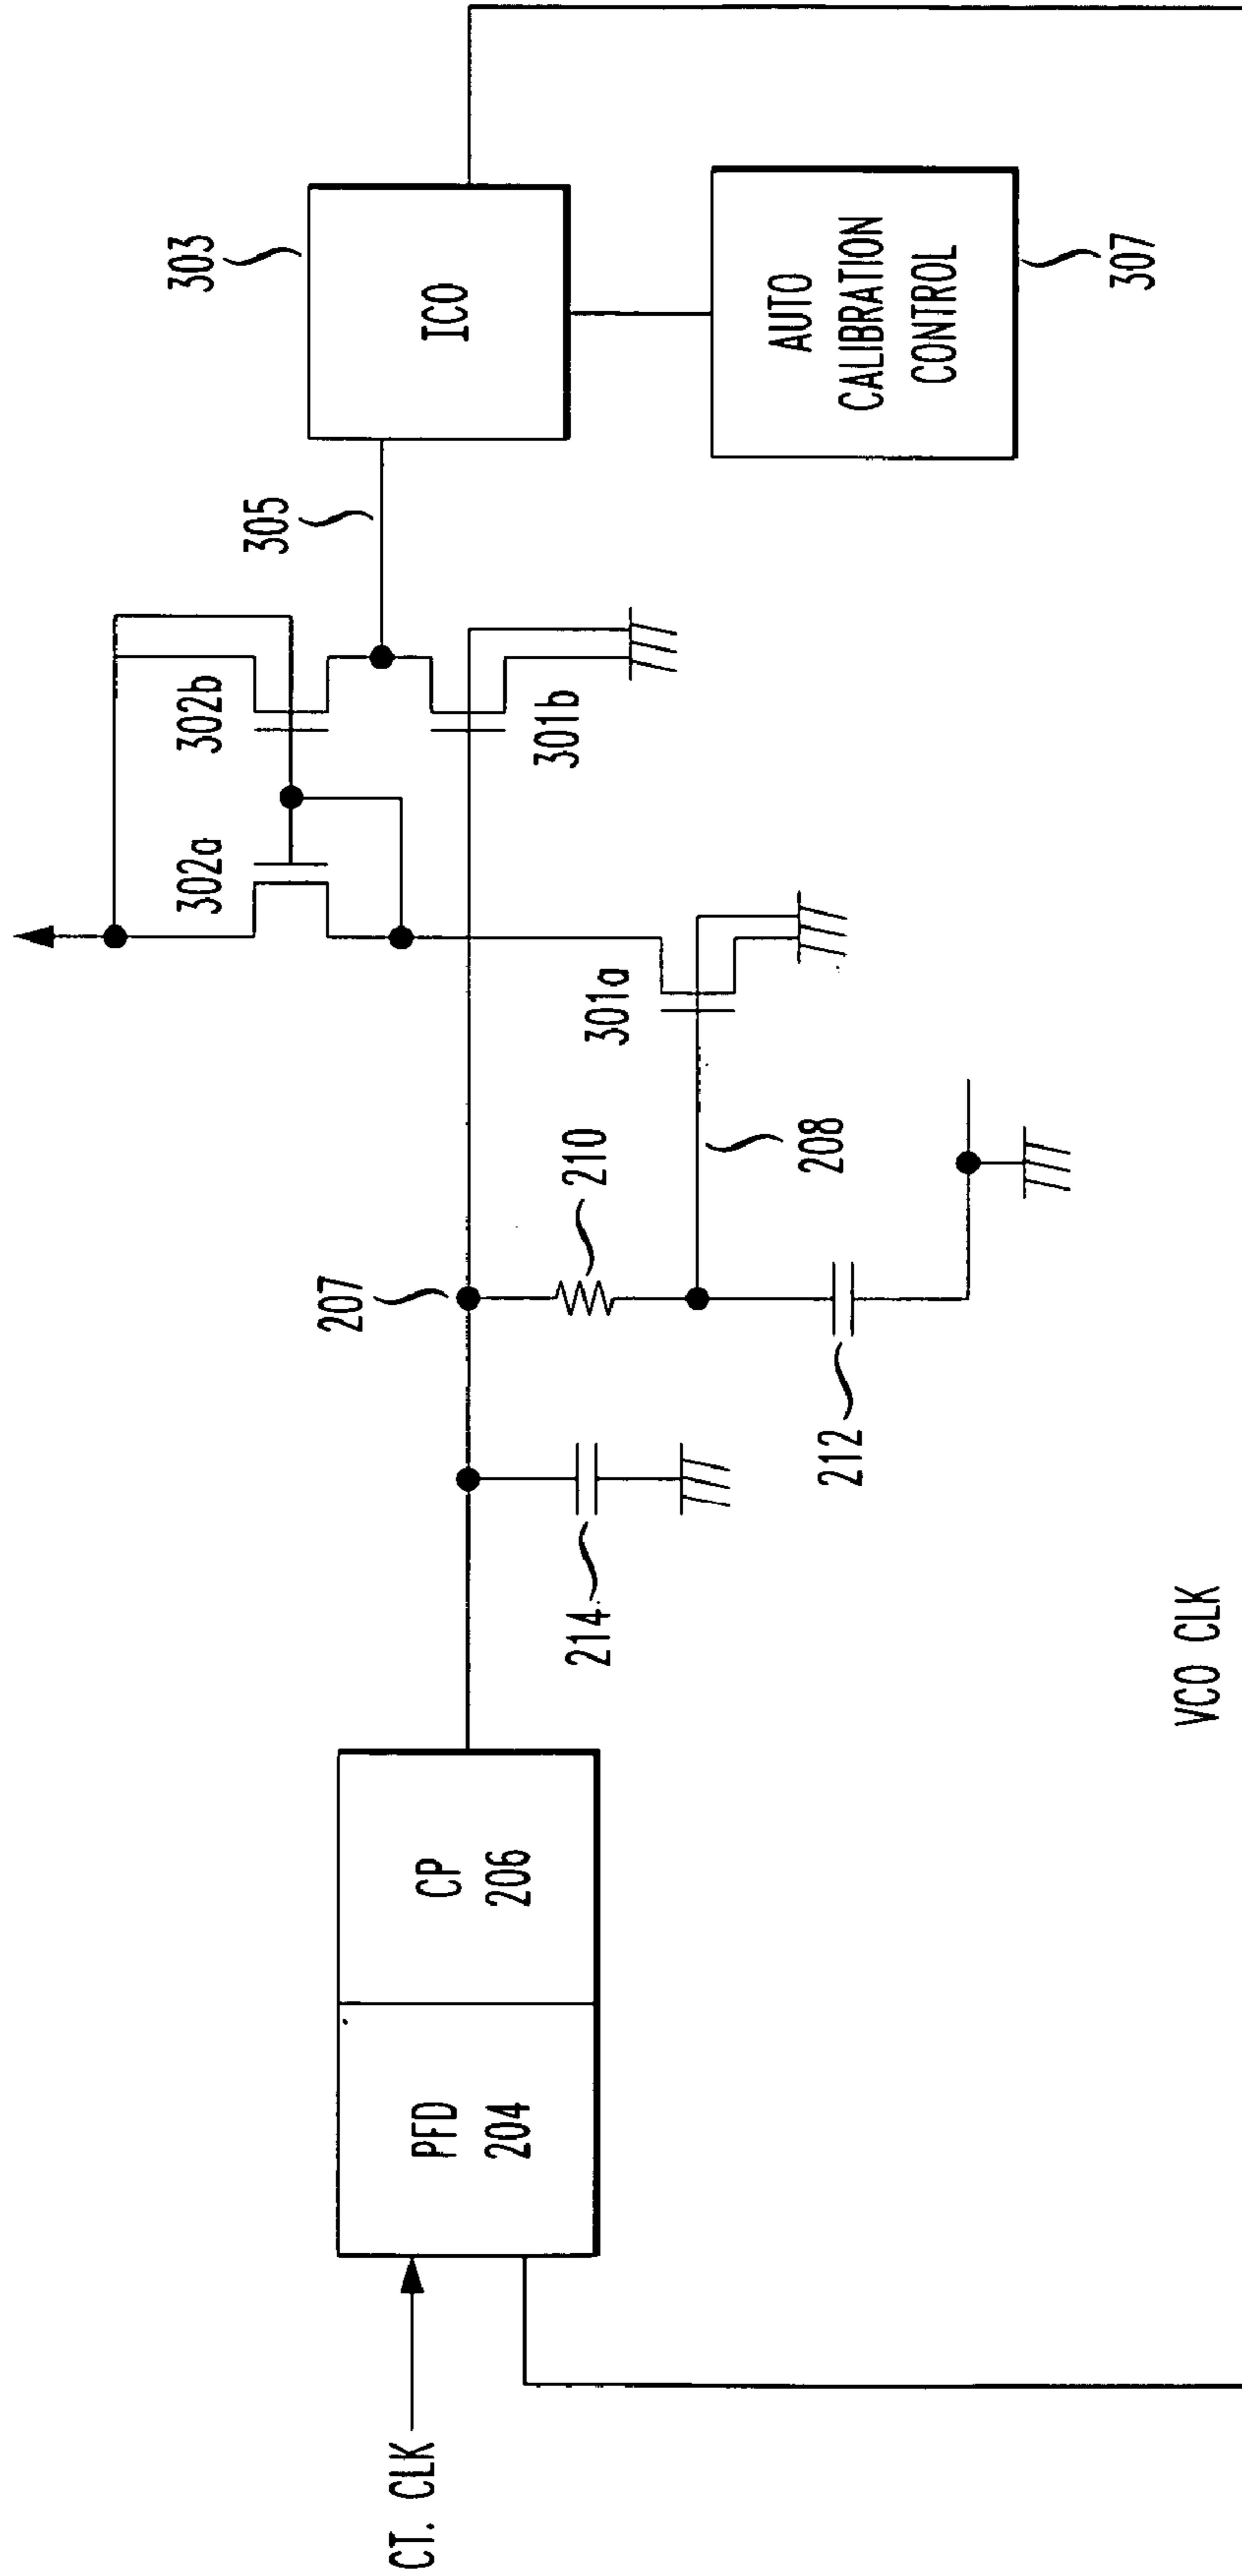 CT. CLK
PFD
204
CP
206
214
207
210
212
208
301a
302a
302b
301b
305
303
ICO
AUTO
CALIBRATION
CONTROL
307
VCO CLK